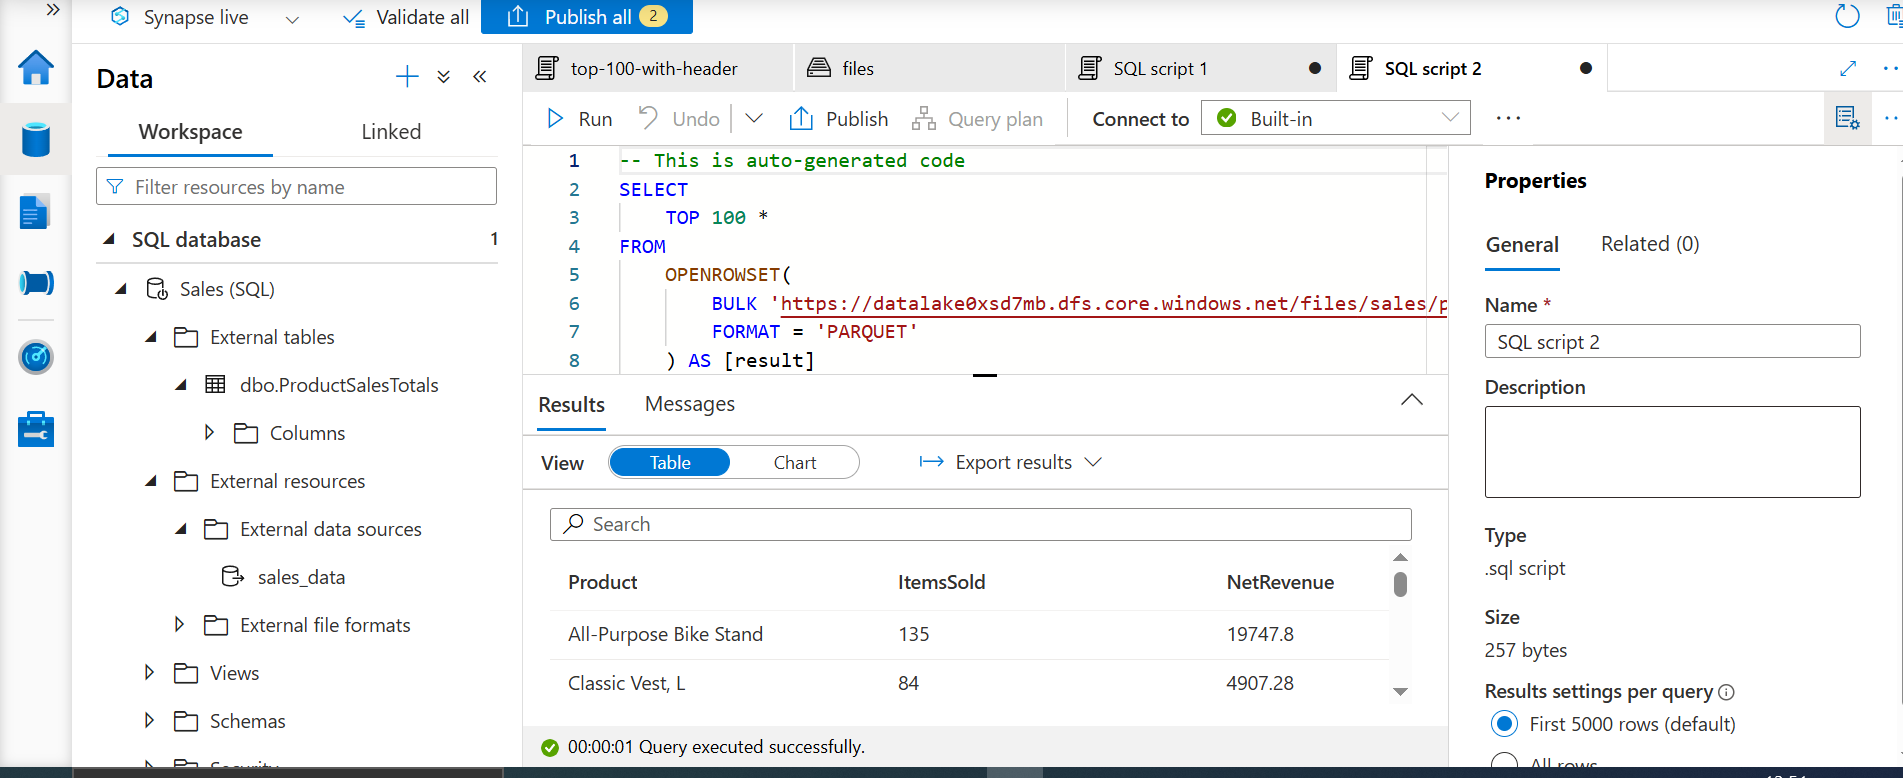 Synapse live
Validate all
Publish all 2
Data
Workspace Linked
Filter resources by name
SQL database 1
Sales (SQL)
External tables
dbo.ProductSalesTotals
Columns
External resources
External data sources
sales_data
External file formats
Views
Schemas
Security
top-100-with-header
files
SQL script 1
SQL script 2
Run Undo Publish Query plan Connect to Built-in
1 -- This is auto-generated code
2 SELECT
3 TOP 100 *
4 FROM
5 OPENROWSET(
6 BULK 'https://datalake0xsd7mb.dfs.core.windows.net/files/sales/p
7 FORMAT = 'PARQUET'
8 ) AS [result]
Results Messages
View Table Chart Export results
Search
Product ItemsSold NetRevenue
All-Purpose Bike Stand 135 19747.8
Classic Vest, L 84 4907.28
00:00:01 Query executed successfully.
Properties
General Related (0)
Name *
SQL script 2
Description
Type
.sql script
Size
257 bytes
Results settings per query
First 5000 rows (default)
All rows